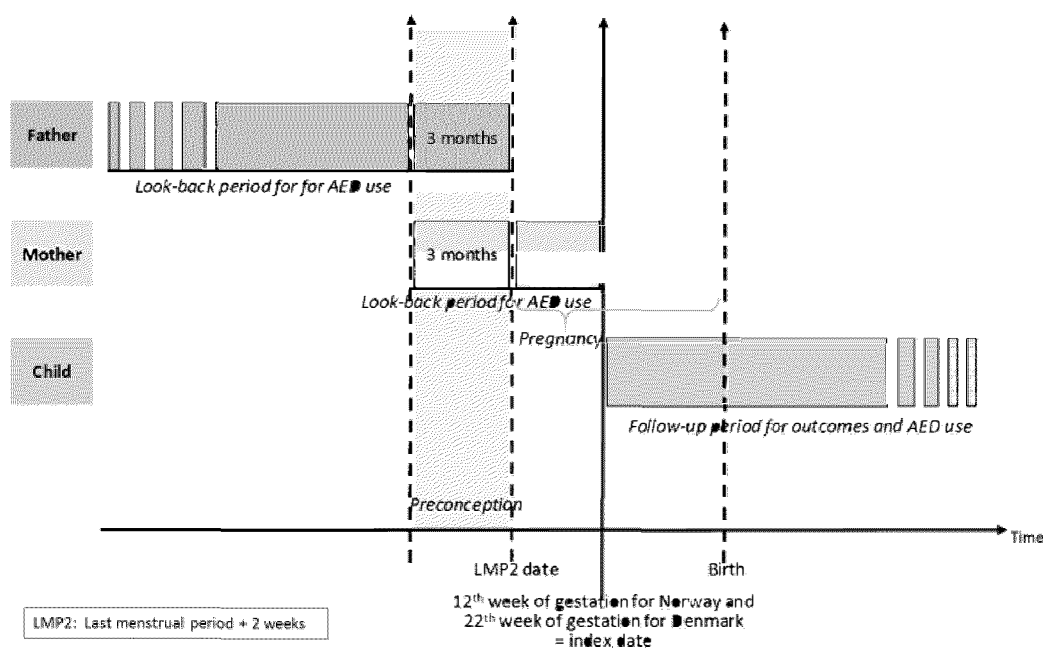 Father
3 months
Look-back period for for AED use
Mother
3 months
Look-back period for AED use
Pregnancy
Child
Follow-up period for outcomes and AED use
Preconception
Time
LMP2 date
Birth
12th week of gestation for Norway and
22th week of gestation for Denmark
= index date
LMP2: Last menstrual period + 2 weeks